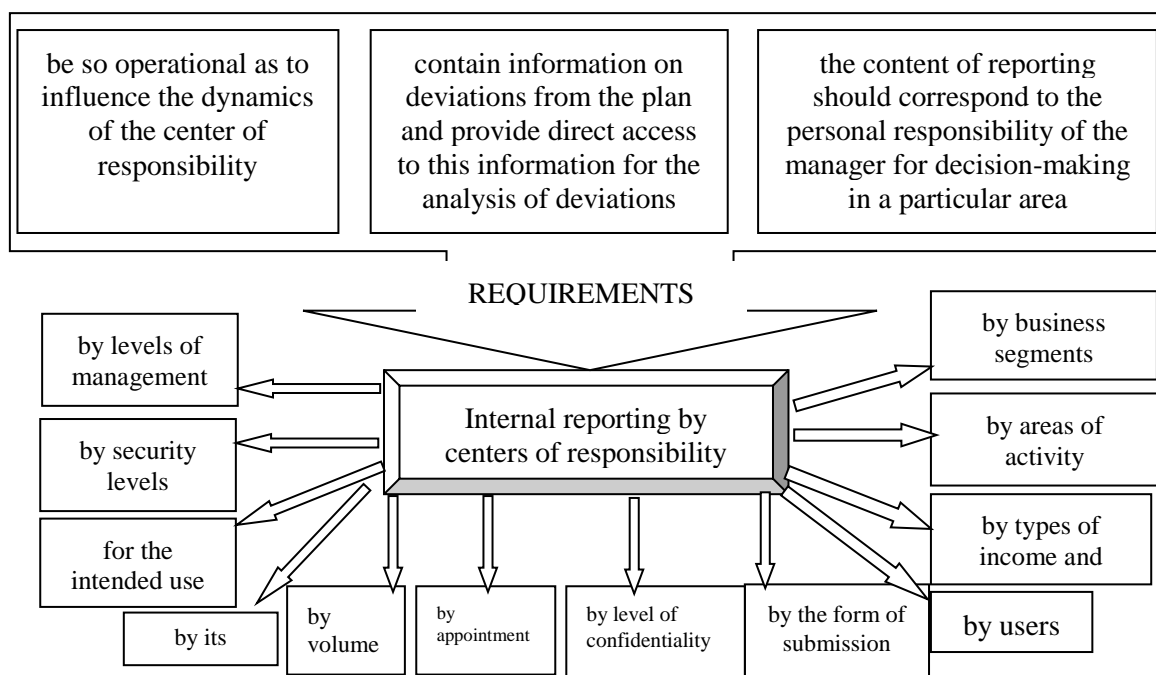 be so operational as to
influence the dynamics
of the center of
responsibility
contain information on
deviations from the plan
and provide direct access
to this information for the
analysis of deviations
the content of reporting
should correspond to the
personal responsibility of the
manager for decision-making
in a particular area
REQUIREMENTS
by levels of
management
by security
levels
for the
intended use
by its
by
volume
by
appointment
by level of
confidentiality
by the form of
submission
by users
by types of
income and
by areas of
activity
by business
segments
Internal reporting by
centers of responsibility